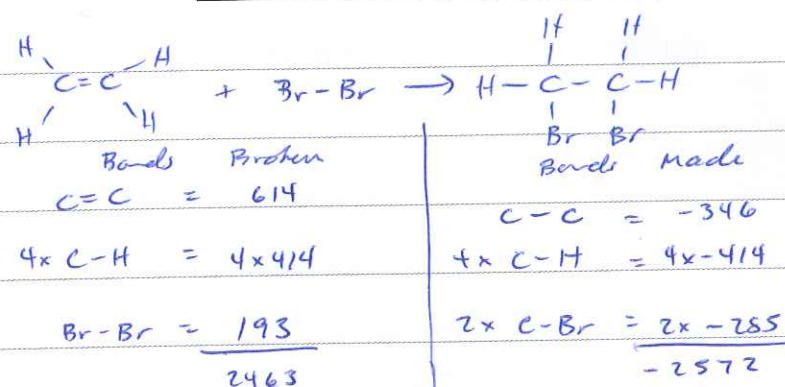 H H
H H
C=C + Br-Br → H-C-C-H
H H Br Br
Bonds Broken
C=C = 614
4x C-H = 4x414
Br-Br = 193
2463
Bonds Made
C-C = -346
4x C-H = 4x-414
2x C-Br = 2x-285
-2572